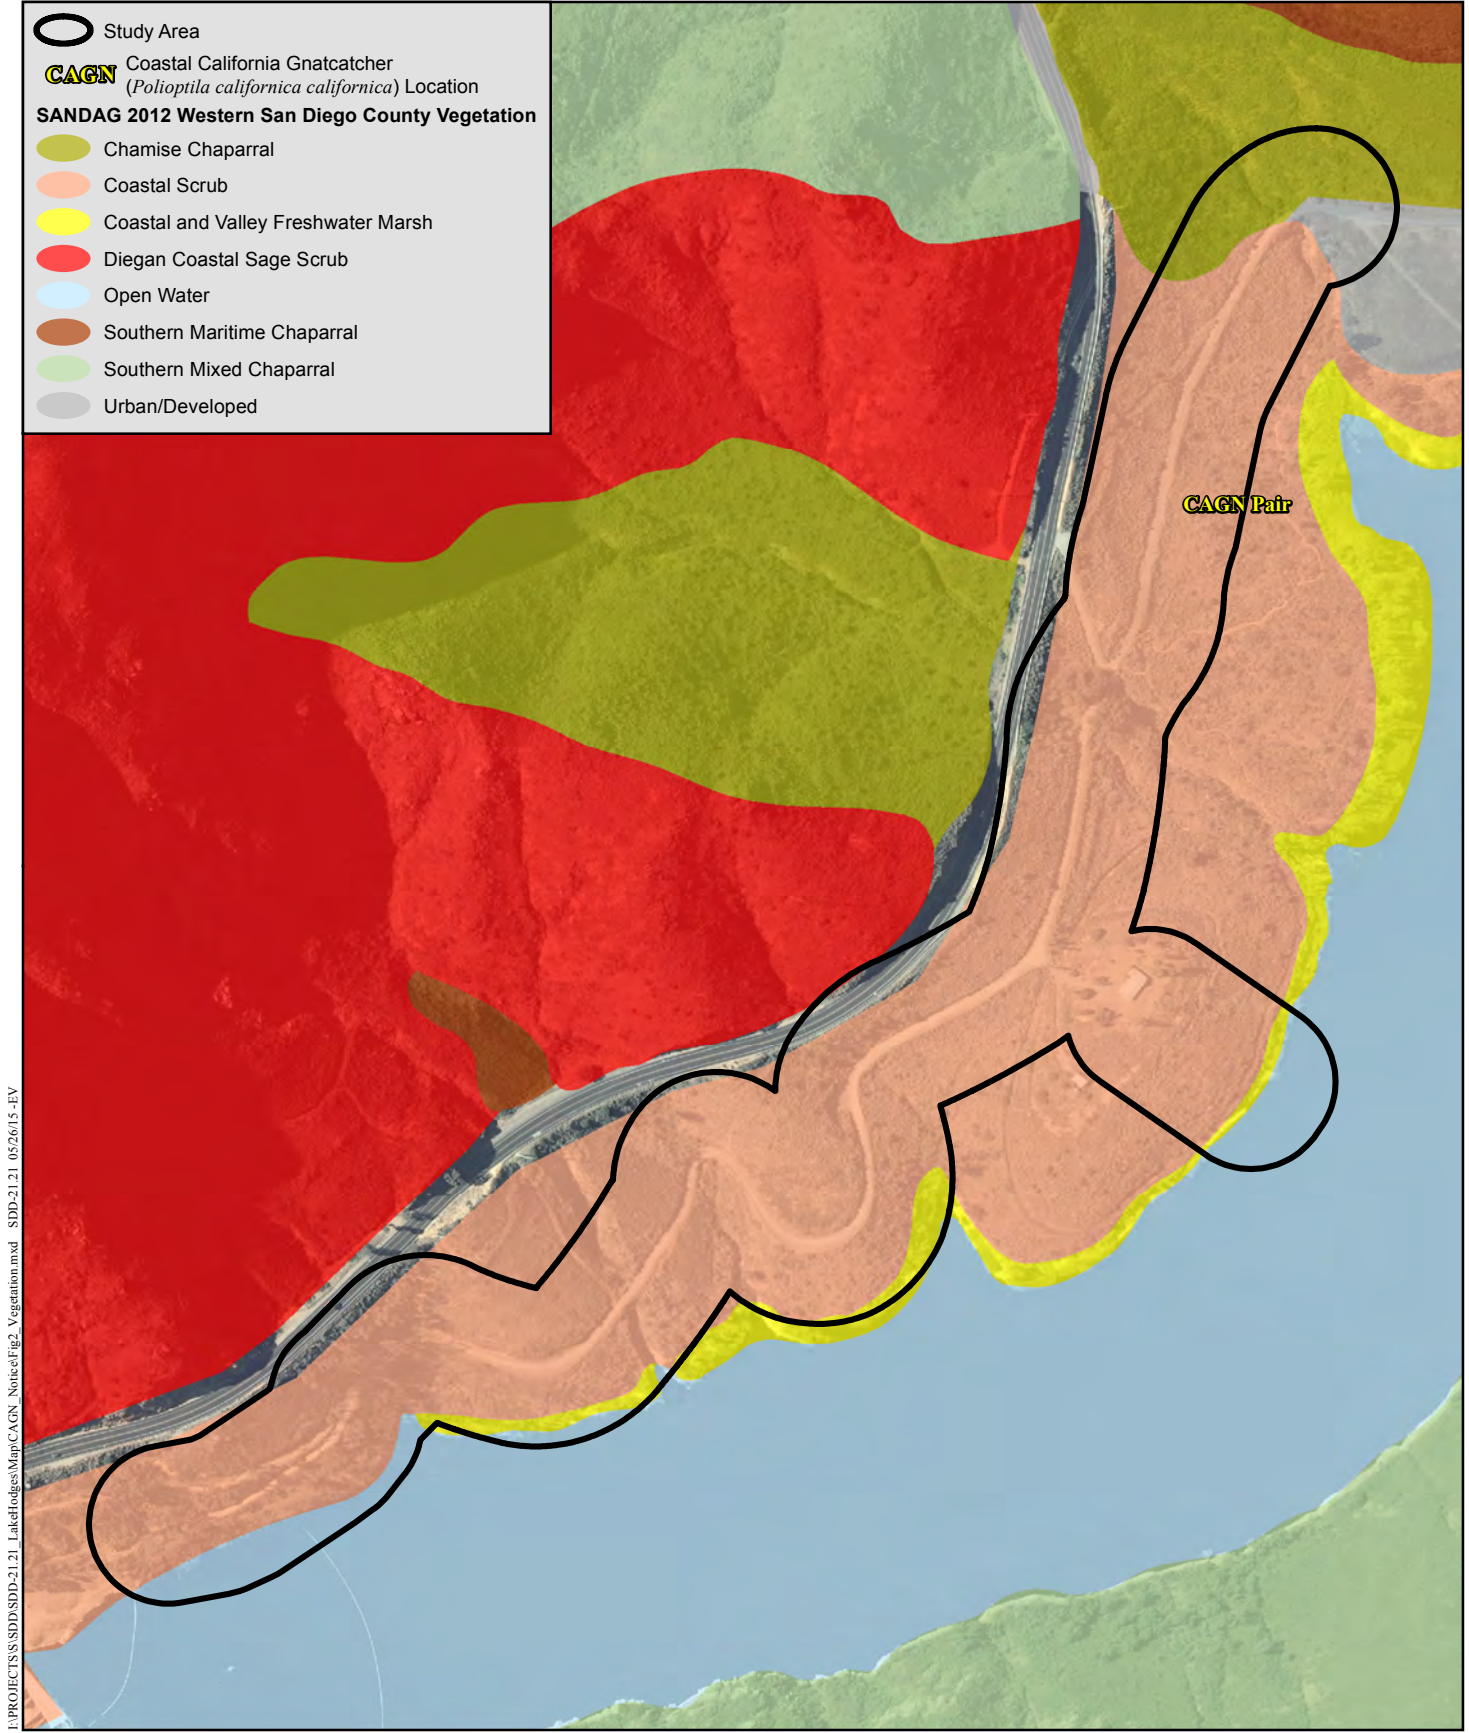 Study Area
CAGN
Coastal California Gnatcatcher
(Polioptila californica californica) Location
SANDAG 2012 Western San Diego County Vegetation
Chamise Chaparral
Coastal Scrub
Coastal and Valley Freshwater Marsh
Diegan Coastal Sage Scrub
Open Water
Southern Maritime Chaparral
Southern Mixed Chaparral
Urban/Developed
CAGN Pair
I:\PROJECTS\S\SDD\SDD-21.21_LakeHodges\Map\CAGN_Notice\Fig2_Vegetation.mxd SDD-21.21 05/26/15 -EV